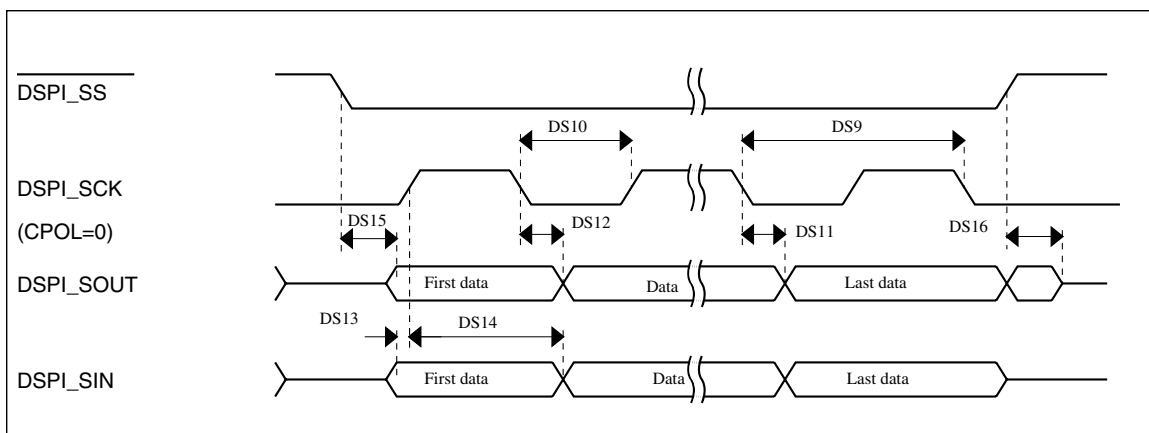 DSPI_SS
DS10
DS9
DSPI_SCK
(CPOL=0)
DS15
DS12
DS11
DS16
DSPI_SOUT
First data
Data
Last data
DS13
DS14
DSPI_SIN
First data
Data
Last data